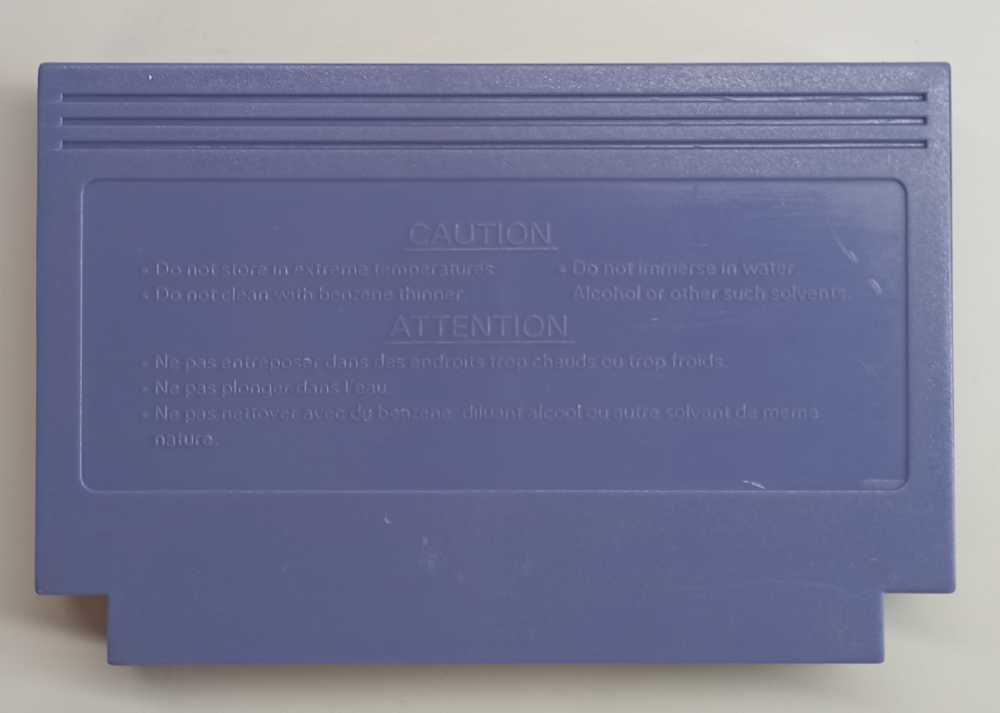 CAUTION
• Do not store in extreme temperatures.
• Do not immerse in water.
• Do not clean with benzene thinner.
Alcohol or other such solvents.
ATTENTION
• Ne pas entreposer dans des endroits trop chauds ou trop froids.
• Ne pas plonger dans l'eau.
• Ne pas nettover avec du benzene, diluant alcool ou autre solvant de meme
nature.